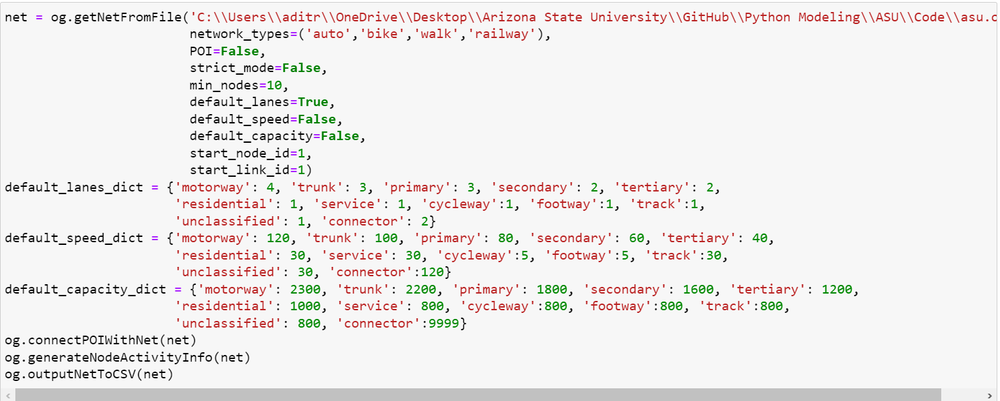 net = og.getNetFromFile('C:\\Users\\aditr\\OneDrive\\Desktop\\Arizona State University\\GitHub\\Python Modeling\\ASU\\Code\\asu.o
network_types=('auto','bike','walk','railway'),
POI=False,
strict_mode=False,
min_nodes=10,
default_lanes=True,
default_speed=False,
default_capacity=False,
start_node_id=1,
start_link_id=1)
default_lanes_dict = {'motorway': 4, 'trunk': 3, 'primary': 3, 'secondary': 2, 'tertiary': 2,
'residential': 1, 'service': 1, 'cycleway':1, 'footway':1, 'track':1,
'unclassified': 1, 'connector': 2}
default_speed_dict = {'motorway': 120, 'trunk': 100, 'primary': 80, 'secondary': 60, 'tertiary': 40,
'residential': 30, 'service': 30, 'cycleway':5, 'footway':5, 'track':30,
'unclassified': 30, 'connector':120}
default_capacity_dict = {'motorway': 2300, 'trunk': 2200, 'primary': 1800, 'secondary': 1600, 'tertiary': 1200,
'residential': 1000, 'service': 800, 'cycleway':800, 'footway':800, 'track':800,
'unclassified': 800, 'connector':9999}
og.connectPOIWithNet(net)
og.generateNodeActivityInfo(net)
og.outputNetToCSV(net)